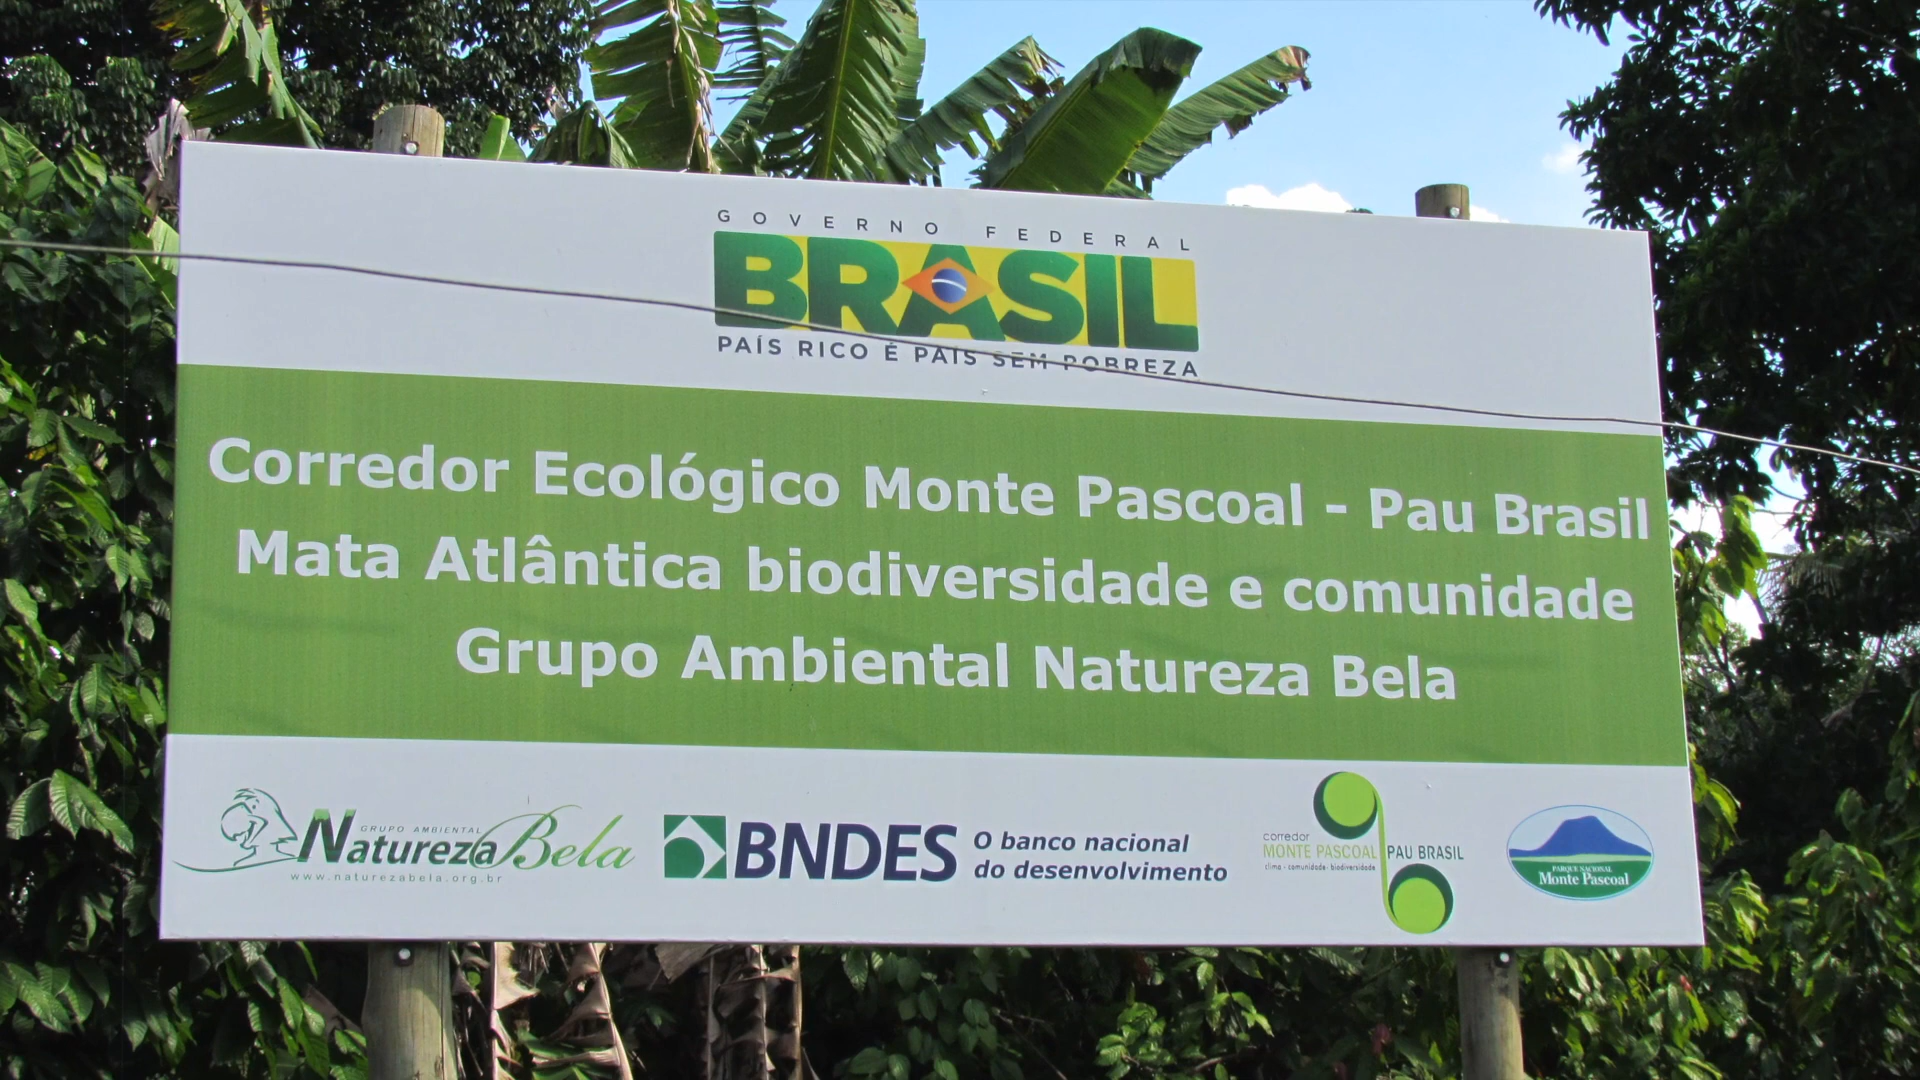 GOVERNO FEDERAL
BRASIL
PAÍS RICO É PAÍS SEM POBREZA
Corredor Ecológico Monte Pascoal - Pau Brasil
Mata Atlântica biodiversidade e comunidade
Grupo Ambiental Natureza Bela
GRUPO AMBIENTAL
Natureza Bela
www.naturezabela.org.br
BNDES
O banco nacional
do desenvolvimento
corredor
MONTE PASCOAL PAU BRASIL
clima - comunidade - biodiversidade
PARQUE NACIONAL
Monte Pascoal